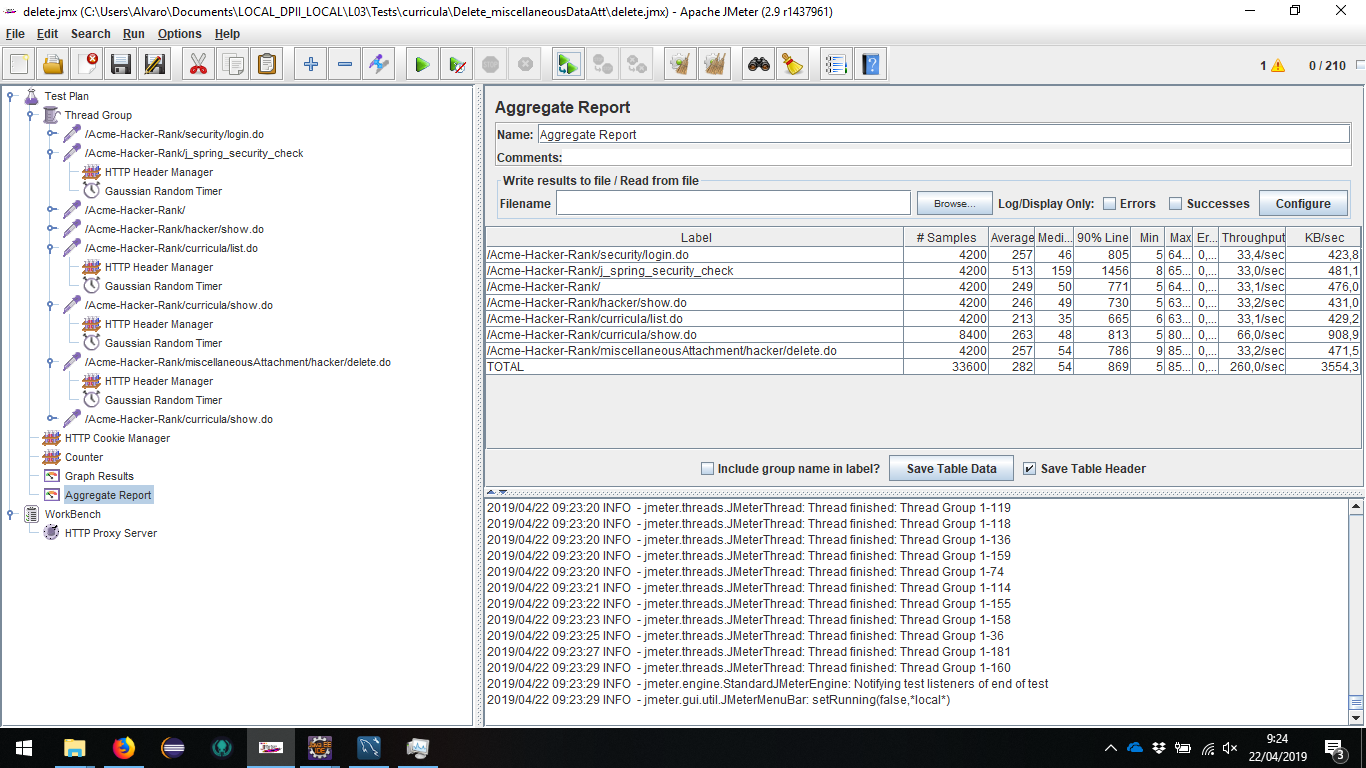 delete.jmx (C:\Users\Alvaro\Documents\LOCAL_DPII_LOCAL\L03\Tests\curricula\Delete_miscellaneousDataAtt\delete.jmx) - Apache JMeter (2.9 r1437961)
File Edit Search Run Options Help
1 0 / 210
Test Plan
Thread Group
/Acme-Hacker-Rank/security/login.do
/Acme-Hacker-Rank/j_spring_security_check
HTTP Header Manager
Gaussian Random Timer
/Acme-Hacker-Rank/
/Acme-Hacker-Rank/hacker/show.do
/Acme-Hacker-Rank/curricula/list.do
HTTP Header Manager
Gaussian Random Timer
/Acme-Hacker-Rank/curricula/show.do
HTTP Header Manager
Gaussian Random Timer
/Acme-Hacker-Rank/miscellaneousAttachment/hacker/delete.do
HTTP Header Manager
Gaussian Random Timer
/Acme-Hacker-Rank/curricula/show.do
HTTP Cookie Manager
Counter
Graph Results
Aggregate Report
WorkBench
HTTP Proxy Server
Aggregate Report
Name: Aggregate Report
Comments:
Write results to file / Read from file
Filename Browse... Log/Display Only: Errors Successes Configure
Label # Samples Average Medi... 90% Line Min Max Er... Throughput KB/sec
/Acme-Hacker-Rank/security/login.do 4200 257 46 805 5 64... 0,... 33,4/sec 423,8
/Acme-Hacker-Rank/j_spring_security_check 4200 513 159 1456 8 65... 0,... 33,0/sec 481,1
/Acme-Hacker-Rank/ 4200 249 50 771 5 64... 0,... 33,1/sec 476,0
/Acme-Hacker-Rank/hacker/show.do 4200 246 49 730 5 63... 0,... 33,2/sec 431,0
/Acme-Hacker-Rank/curricula/list.do 4200 213 35 665 6 63... 0,... 33,1/sec 429,2
/Acme-Hacker-Rank/curricula/show.do 8400 263 48 813 5 80... 0,... 66,0/sec 908,9
/Acme-Hacker-Rank/miscellaneousAttachment/hacker/delete.do 4200 257 54 786 9 85... 0,... 33,2/sec 471,5
TOTAL 33600 282 54 869 5 85... 0,... 260,0/sec 3554,3
Include group name in label? Save Table Data Save Table Header
2019/04/22 09:23:20 INFO - jmeter.threads.JMeterThread: Thread finished: Thread Group 1-119
2019/04/22 09:23:20 INFO - jmeter.threads.JMeterThread: Thread finished: Thread Group 1-118
2019/04/22 09:23:20 INFO - jmeter.threads.JMeterThread: Thread finished: Thread Group 1-136
2019/04/22 09:23:20 INFO - jmeter.threads.JMeterThread: Thread finished: Thread Group 1-159
2019/04/22 09:23:20 INFO - jmeter.threads.JMeterThread: Thread finished: Thread Group 1-74
2019/04/22 09:23:21 INFO - jmeter.threads.JMeterThread: Thread finished: Thread Group 1-114
2019/04/22 09:23:22 INFO - jmeter.threads.JMeterThread: Thread finished: Thread Group 1-155
2019/04/22 09:23:23 INFO - jmeter.threads.JMeterThread: Thread finished: Thread Group 1-158
2019/04/22 09:23:25 INFO - jmeter.threads.JMeterThread: Thread finished: Thread Group 1-36
2019/04/22 09:23:27 INFO - jmeter.threads.JMeterThread: Thread finished: Thread Group 1-181
2019/04/22 09:23:29 INFO - jmeter.threads.JMeterThread: Thread finished: Thread Group 1-160
2019/04/22 09:23:29 INFO - jmeter.engine.StandardJMeterEngine: Notifying test listeners of end of test
2019/04/22 09:23:29 INFO - jmeter.gui.util.JMeterMenuBar: setRunning(false,*local*)
9:24
22/04/2019
3